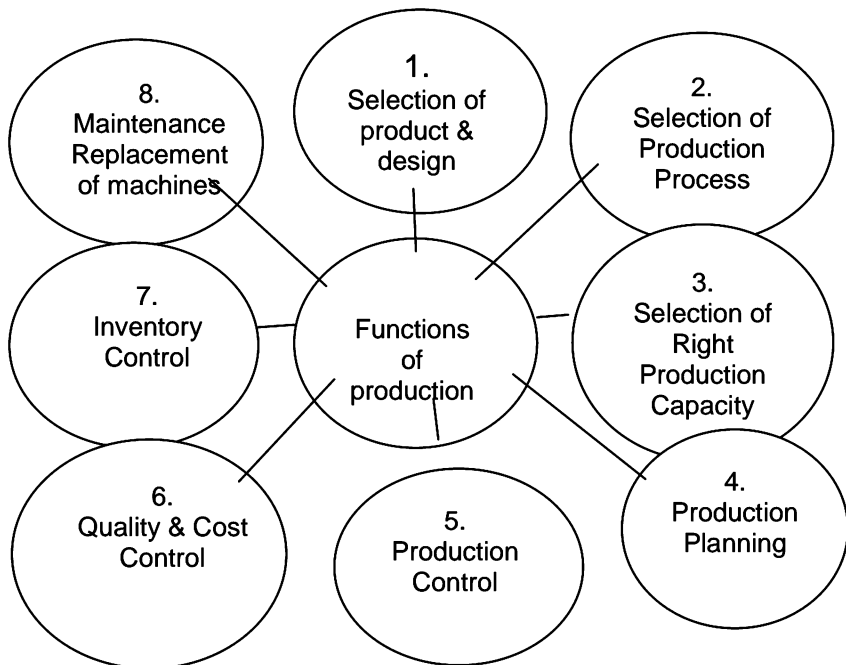 1.
Selection of
product &
design
2.
Selection of
Production
Process
3.
Selection of
Right
Production
Capacity
4.
Production
Planning
5.
Production
Control
6.
Quality & Cost
Control
7.
Inventory
Control
8.
Maintenance
Replacement
of machines
Functions
of
production